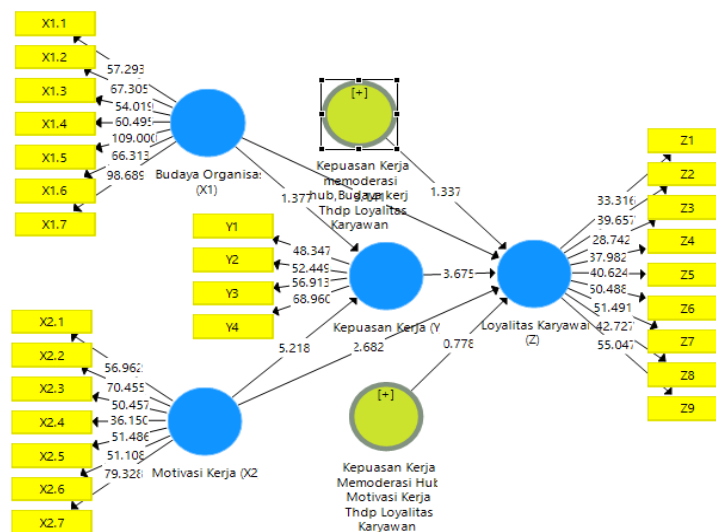 X1.1
X1.2
X1.3
X1.4
X1.5
X1.6
X1.7
57.293
67.305
54.019
60.495
109.000
66.313
98.689
Budaya Organisas
(X1)
[+]
Kepuasan Kerja
memoderasi
hub,Budaya kerj
Thdp Loyalitas
Karyawan
1.377
1.337
Y1
Y2
Y3
Y4
48.347
52.449
56.913
68.960
Kepuasan Kerja (Y
3.675
5.218
2.682
0.778
Z1
Z2
Z3
Z4
Z5
Z6
Z7
Z8
Z9
33.316
39.657
28.742
37.982
40.624
50.488
51.491
42.727
55.047
Loyalitas Karyawan
(Z)
X2.1
X2.2
X2.3
X2.4
X2.5
X2.6
X2.7
56.962
70.455
50.457
36.150
51.486
51.108
79.328
Motivasi Kerja (X2
[+]
Kepuasan Kerja
Memoderasi Hub
Motivasi Kerja
Thdp Loyalitas
Karyawan